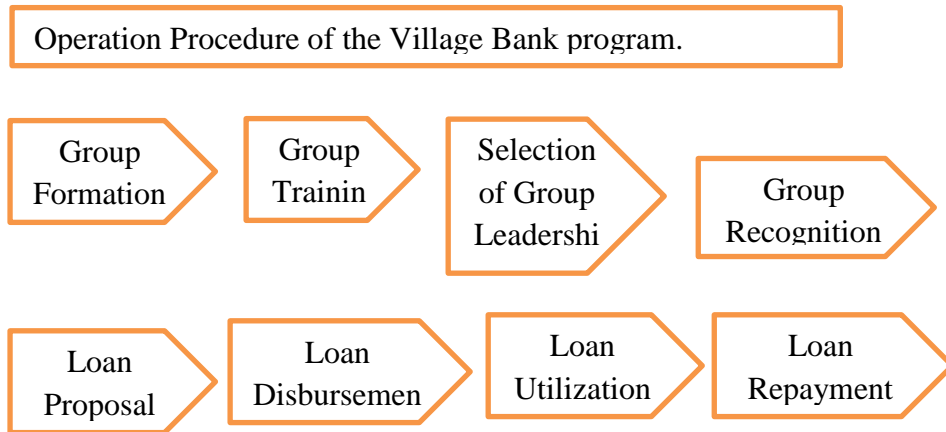 Operation Procedure of the Village Bank program.
Group
Formation
Group
Trainin
Selection
of Group
Leadershi
Group
Recognition
Loan
Proposal
Loan
Disbursemen
Loan
Utilization
Loan
Repayment